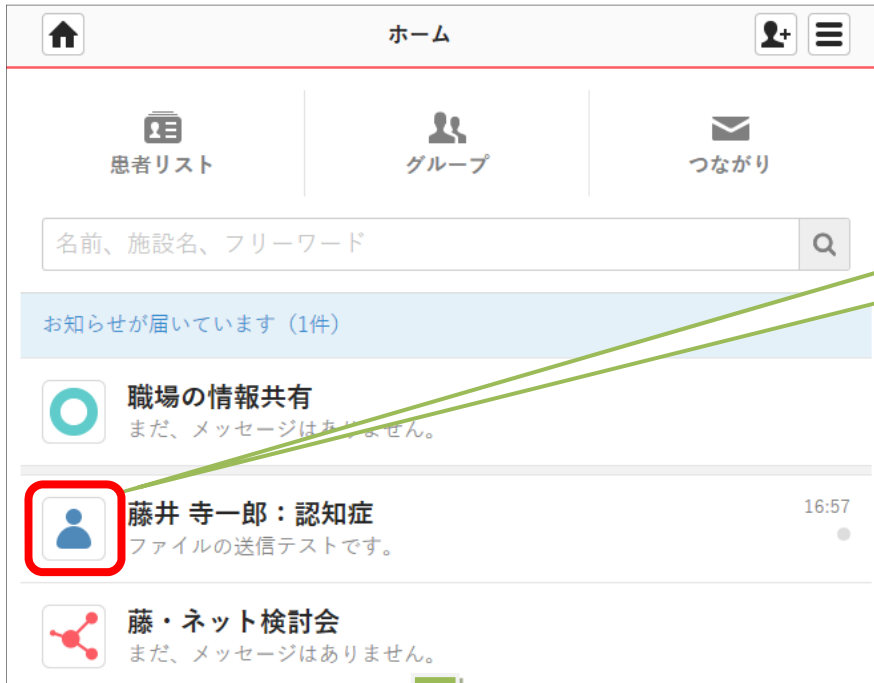 ホーム
患者リスト
グループ
つながり
名前、施設名、フリーワード
お知らせが届いています（1件）
職場の情報共有
まだ、メッセージはありません。
藤井 寺一郎：認知症
16:57
ファイルの送信テストです。
藤・ネット検討会
まだ、メッセージはありません。